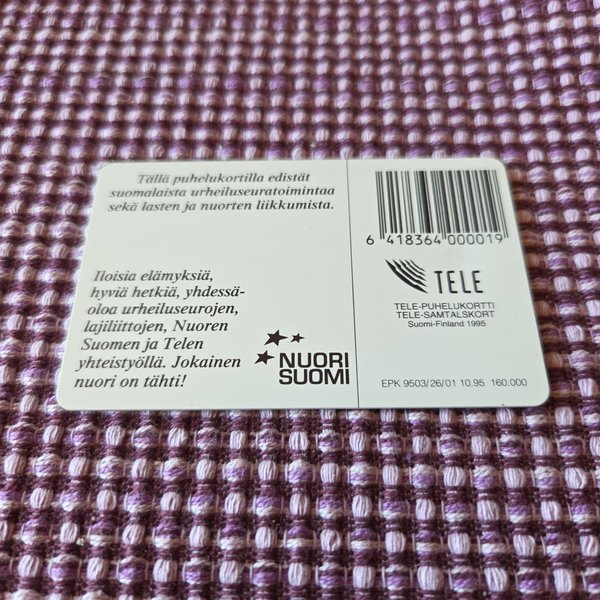 Tällä puhelukortilla edistät
suomalaista urheiluseuratoimintaa
sekä lasten ja nuorten liikkumista.
Iloisia elämyksiä,
hyviä hetkiä, yhdessä-
oloa urheiluseurojen,
lajiliittojen, Nuoren
Suomen ja Telen
yhteistyöllä. Jokainen
nuori on tähti!
NUORI
SUOMI
6 418364 000019
TELE
TELE-PUHELUKORTTI
TELE-SAMTALSKORT
Suomi-Finland 1995
EPK 9503/26/01 10.95 160.000